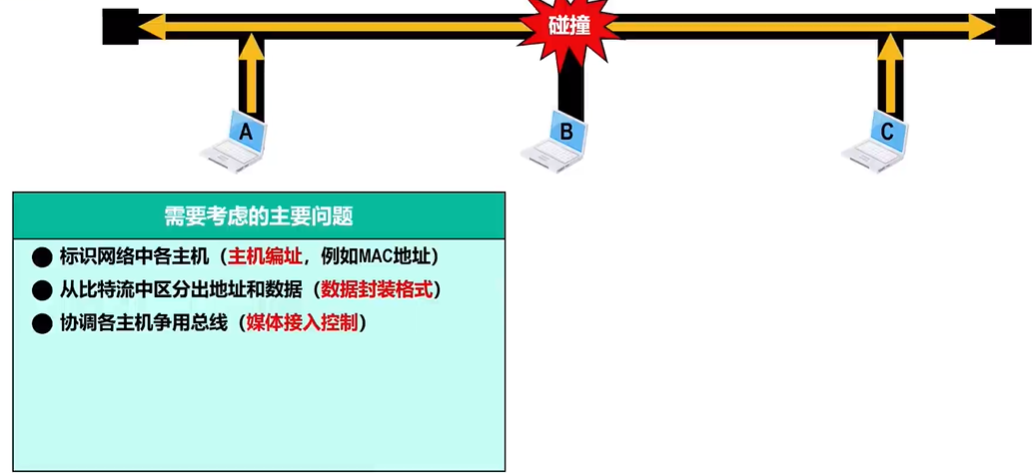 碰撞
A
B
C
需要考虑的主要问题
● 标识网络中各主机（主机编址，例如MAC地址）
● 从比特流中区分出地址和数据（数据封装格式）
● 协调各主机争用总线（媒体接入控制）